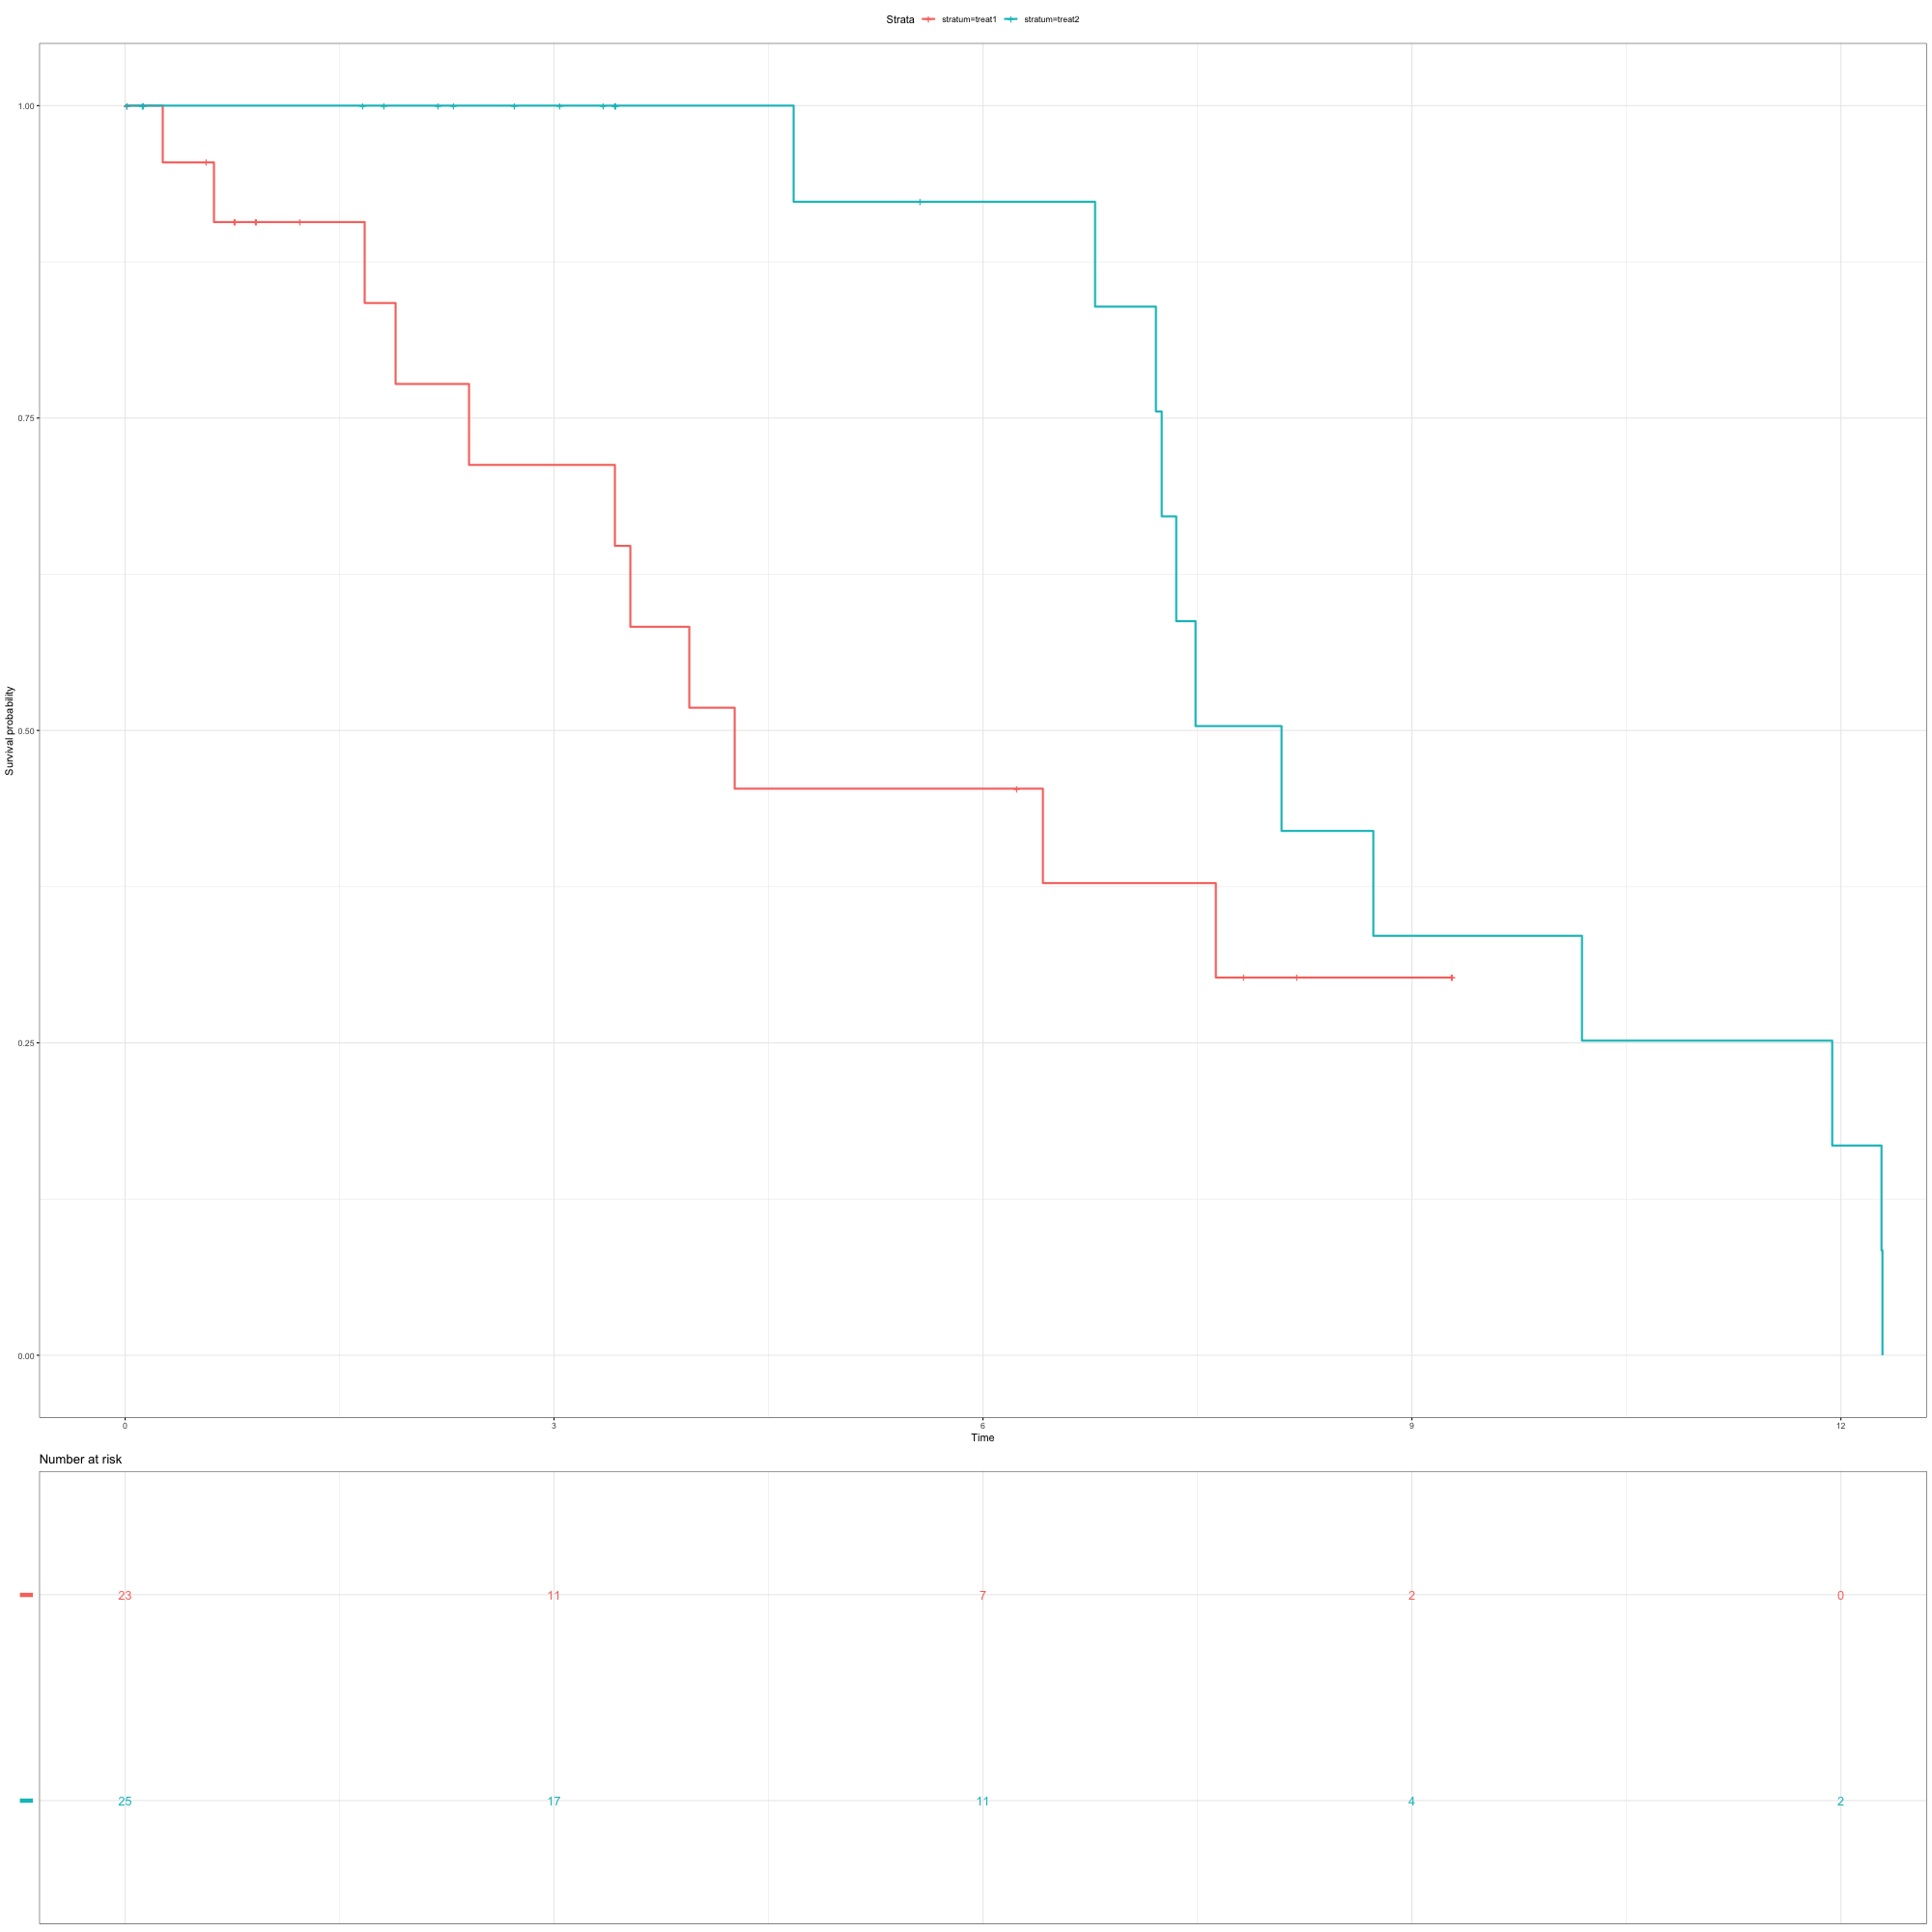 Strata stratum=treat1 stratum=treat2
1.00
0.75
0.50
0.25
0.00
Survival probability
0 3 6 9 12
Time
Number at risk
23 11 7 2 0
25 17 11 4 2